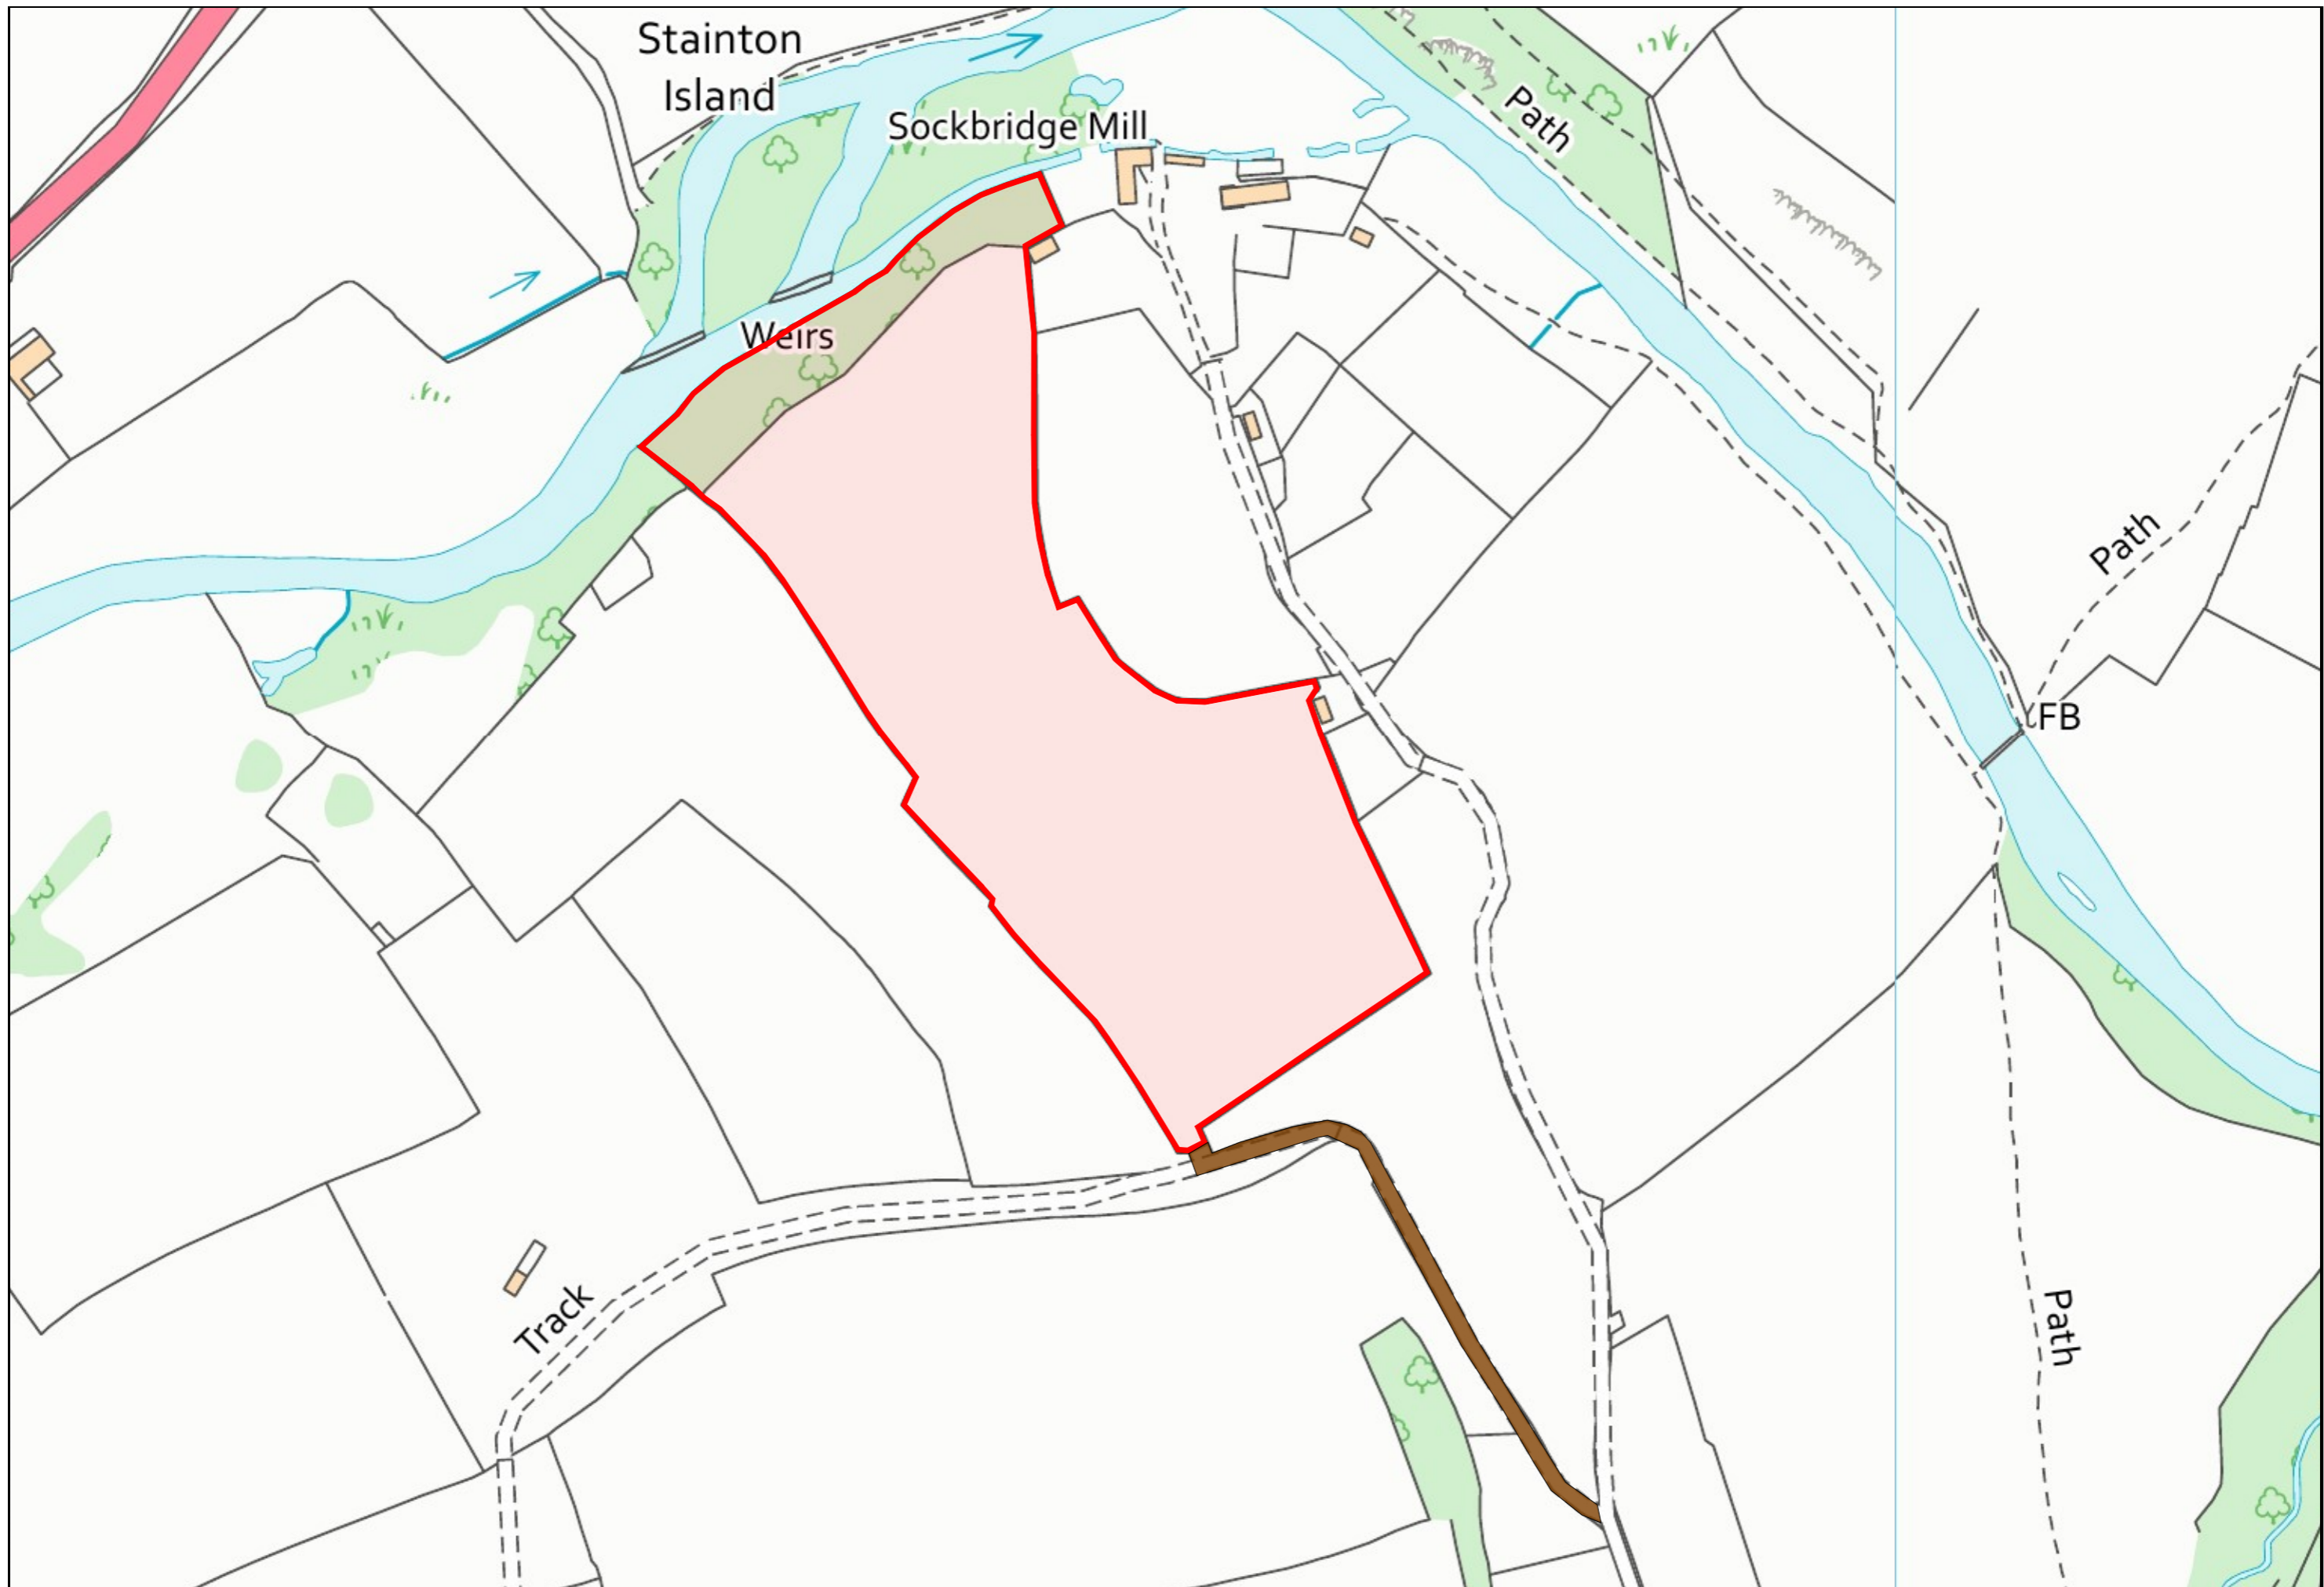 Stainton
Island
Sockbridge Mill
Path
Weirs
Path
FB
Track
Path